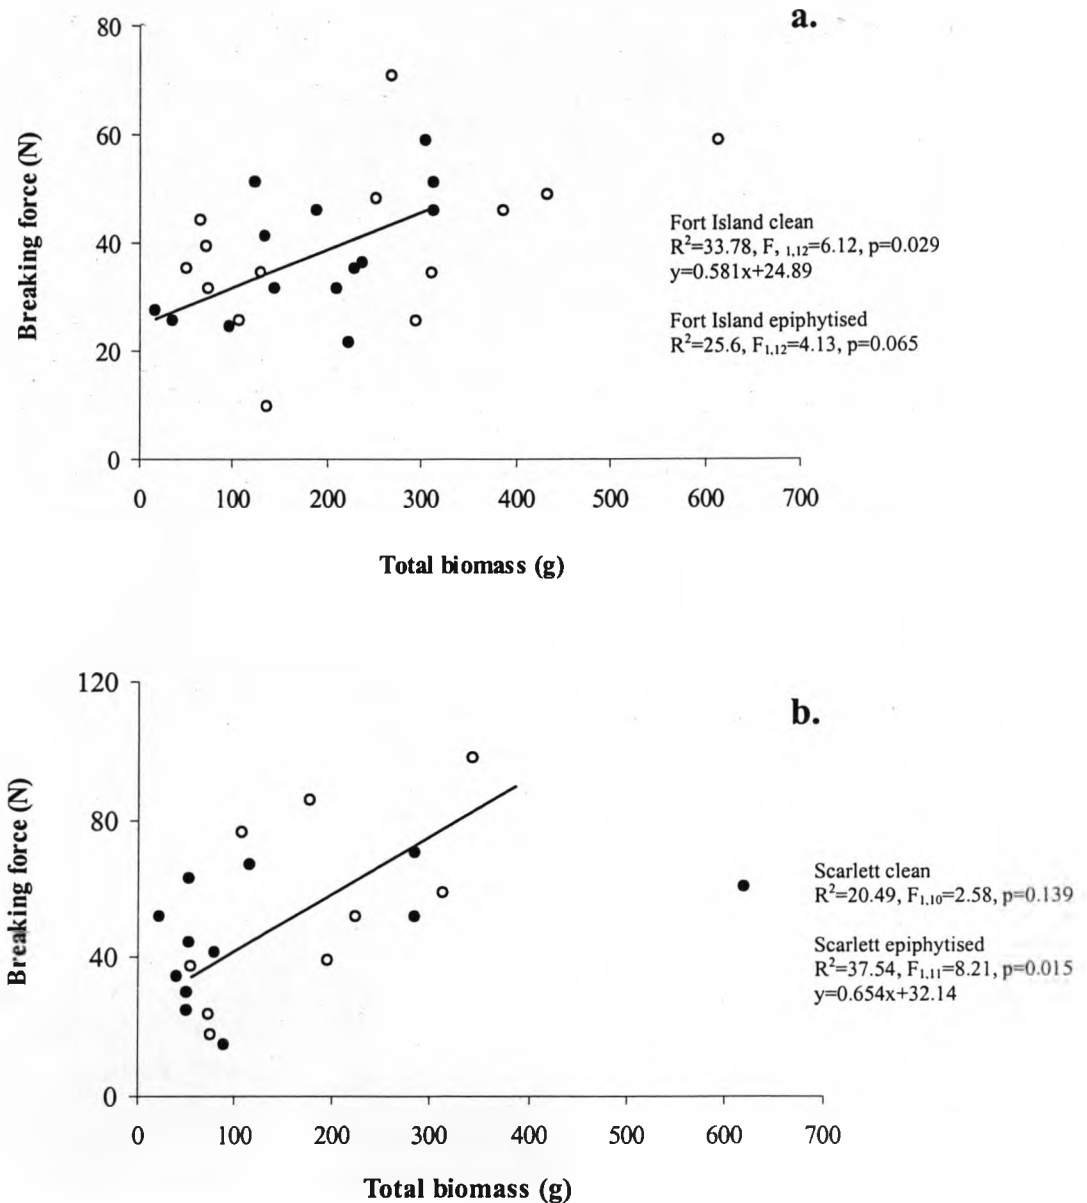 a.
80
60
40
20
0
Breaking force (N)
0 100 200 300 400 500 600 700
Total biomass (g)
Fort Island clean
R²=33.78, F, ₁,₁₂=6.12, p=0.029
y=0.581x+24.89
Fort Island epiphytised
R²=25.6, F₁,₁₂=4.13, p=0.065
b.
120
80
40
0
Breaking force (N)
0 100 200 300 400 500 600 700
Total biomass (g)
Scarlett clean
R²=20.49, F₁,₁₀=2.58, p=0.139
Scarlett epiphytised
R²=37.54, F₁,₁₁=8.21, p=0.015
y=0.654x+32.14